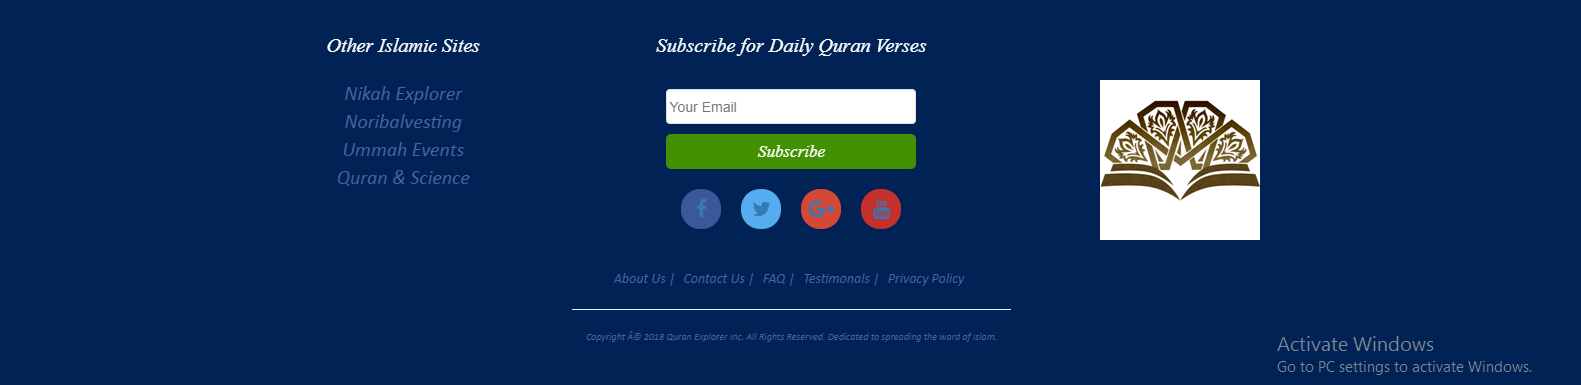 Other Islamic Sites
Nikah Explorer
Noribalvesting
Ummah Events
Quran & Science
Subscribe for Daily Quran Verses
Your Email
Subscribe
About Us | Contact Us | FAQ | Testimonals | Privacy Policy
Copyright Â© 2018 Quran Explorer inc. All Rights Reserved. Dedicated to spreading the word of islam.
Activate Windows
Go to PC settings to activate Windows.